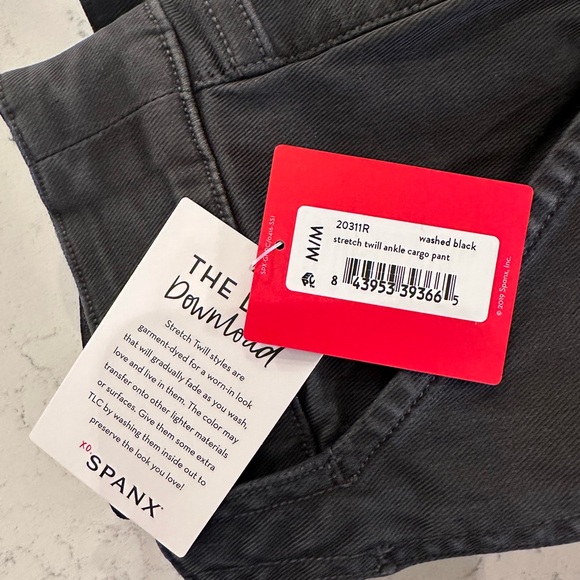 20311R washed black
stretch twill ankle cargo pant
M/M
8 43953 39366 5
© 2019 Spanx, Inc.
THE
Download
Stretch Twill styles are
garment-dyed for a worn-in look
that will gradually fade as you wash,
love and live in them. The color may
transfer onto other lighter materials
or surfaces. Give them some extra
TLC by washing them inside out to
preserve the look you love!
XO,
SPANX